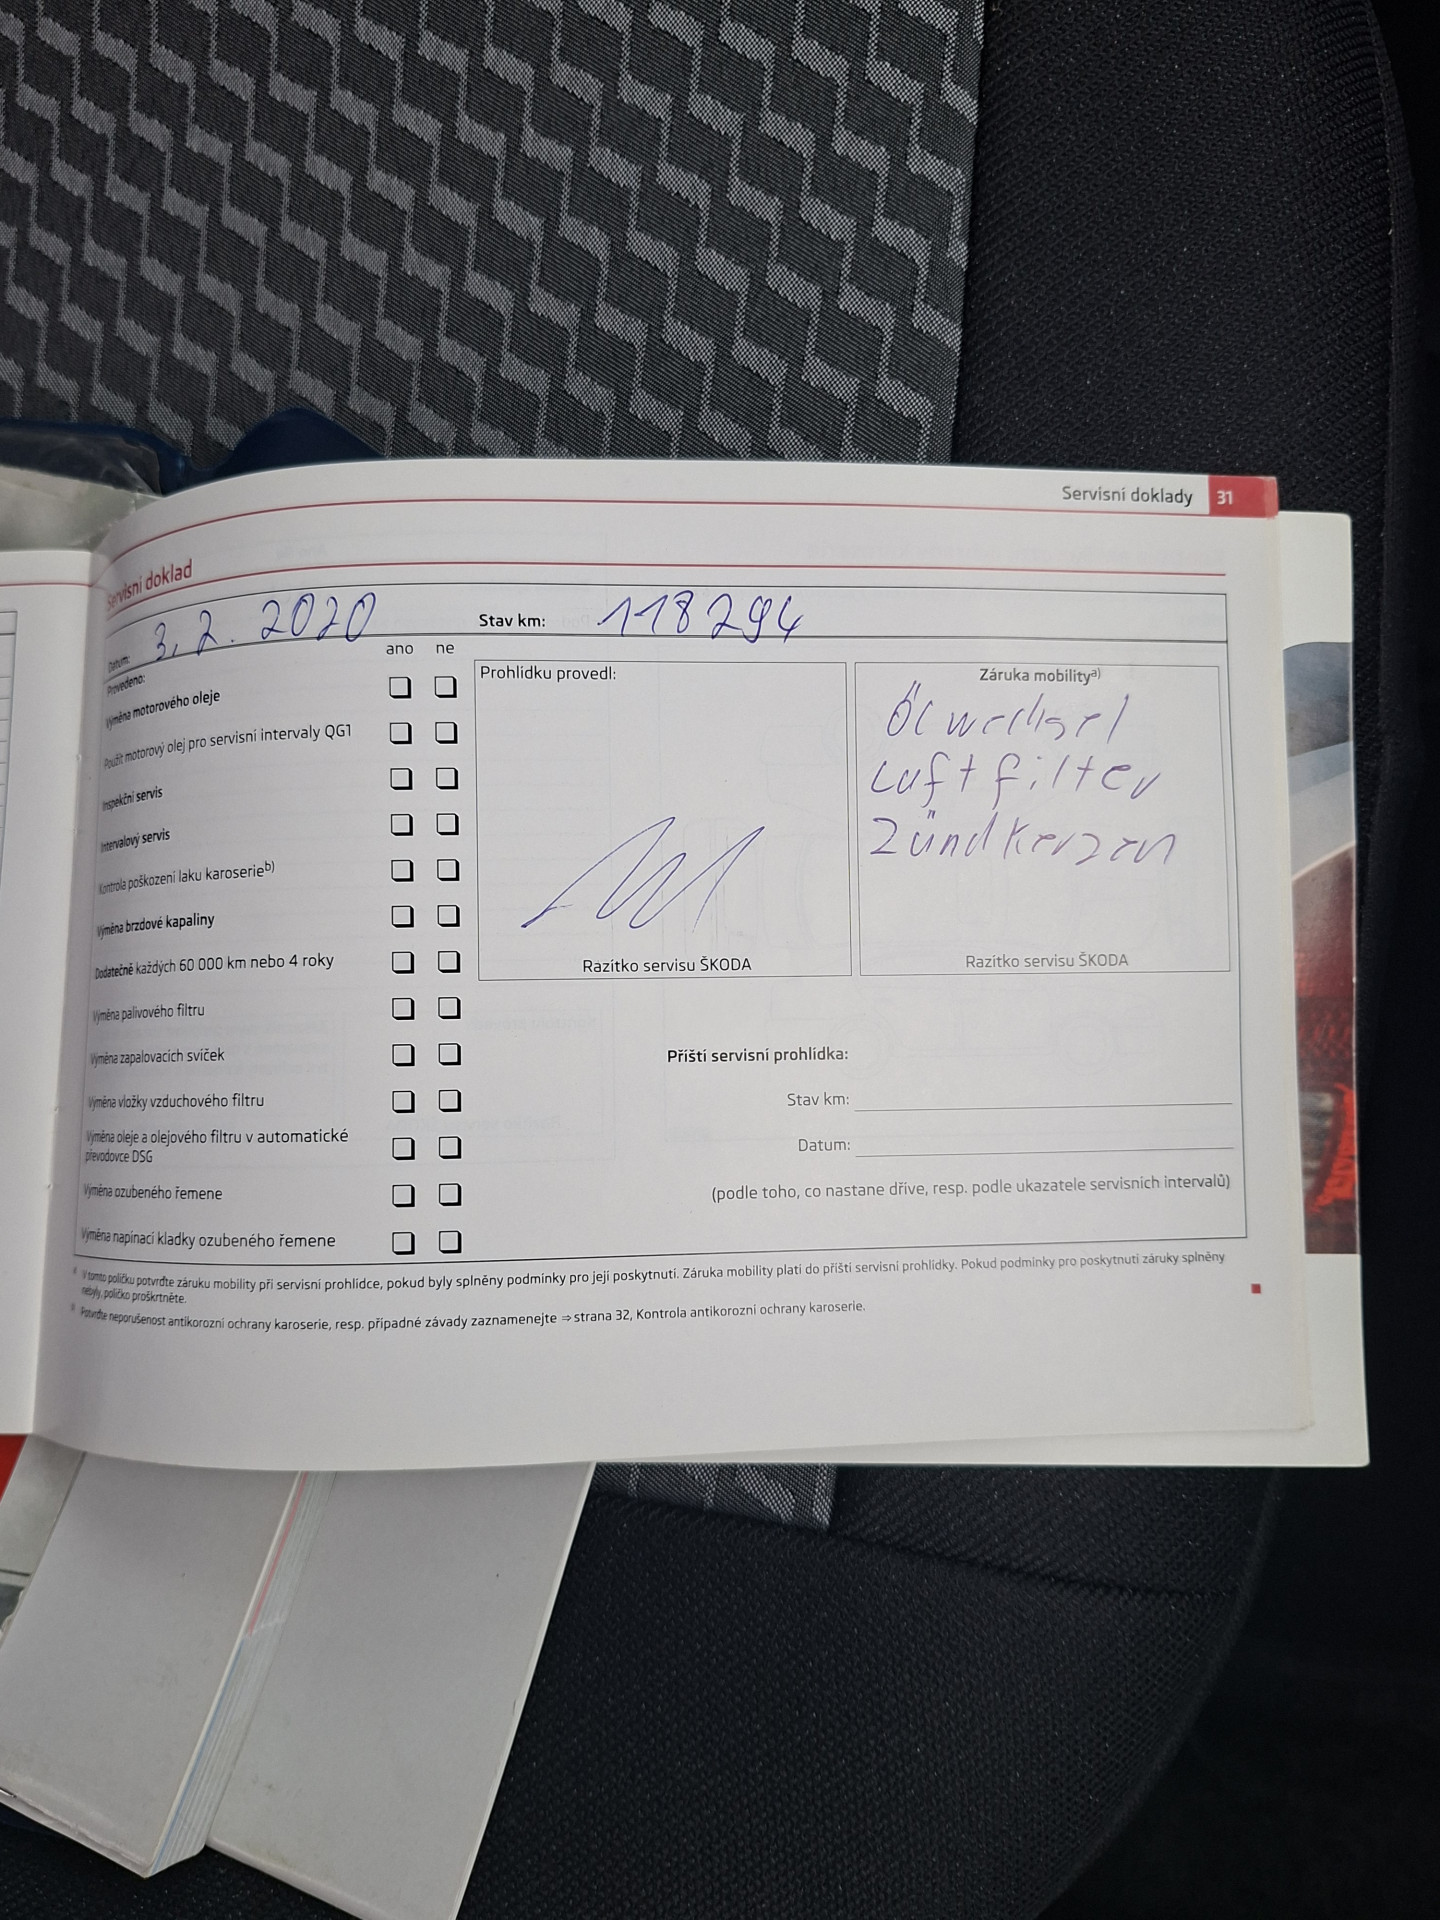 Servisní doklady 31
Servisní doklad
Datum: 3.2.2020 Stav km: 118294
Provedeno: ano ne
Výměna motorového oleje
Použit motorový olej pro servisní intervaly QG1
Inspekční servis
Intervalový servis
Kontrola poškození laku karoserieb)
Výměna brzdové kapaliny
Dodatečně každých 60 000 km nebo 4 roky
Výměna palivového filtru
Výměna zapalovacích svíček
Výměna vložky vzduchového filtru
Výměna oleje a olejového filtru v automatické
převodovce DSG
Výměna ozubeného řemene
Výměna napínací kladky ozubeného řemene
Prohlídku provedl:
Razítko servisu ŠKODA
Záruka mobilitya)
Ölwechsel
Luftfilter
Zündkerzen
Razítko servisu ŠKODA
Příští servisní prohlídka:
Stav km:
Datum:
(podle toho, co nastane dříve, resp. podle ukazatele servisních intervalů)
a) V tomto políčku potvrďte záruku mobility při servisní prohlídce, pokud byly splněny podmínky pro její poskytnutí. Záruka mobility platí do příští servisní prohlídky. Pokud podmínky pro poskytnutí záruky splněny
nebyly, políčko proškrtněte.
b) Potvrďte neporušenost antikorozní ochrany karoserie, resp. případné závady zaznamenejte ⇒ strana 32, Kontrola antikorozní ochrany karoserie.